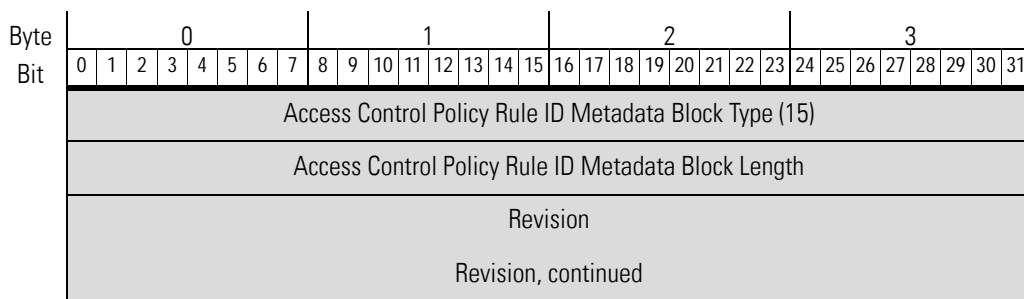 Byte 0 1 2 3
Bit 0 1 2 3 4 5 6 7 8 9 10 11 12 13 14 15 16 17 18 19 20 21 22 23 24 25 26 27 28 29 30 31
Access Control Policy Rule ID Metadata Block Type (15)
Access Control Policy Rule ID Metadata Block Length
Revision
Revision, continued